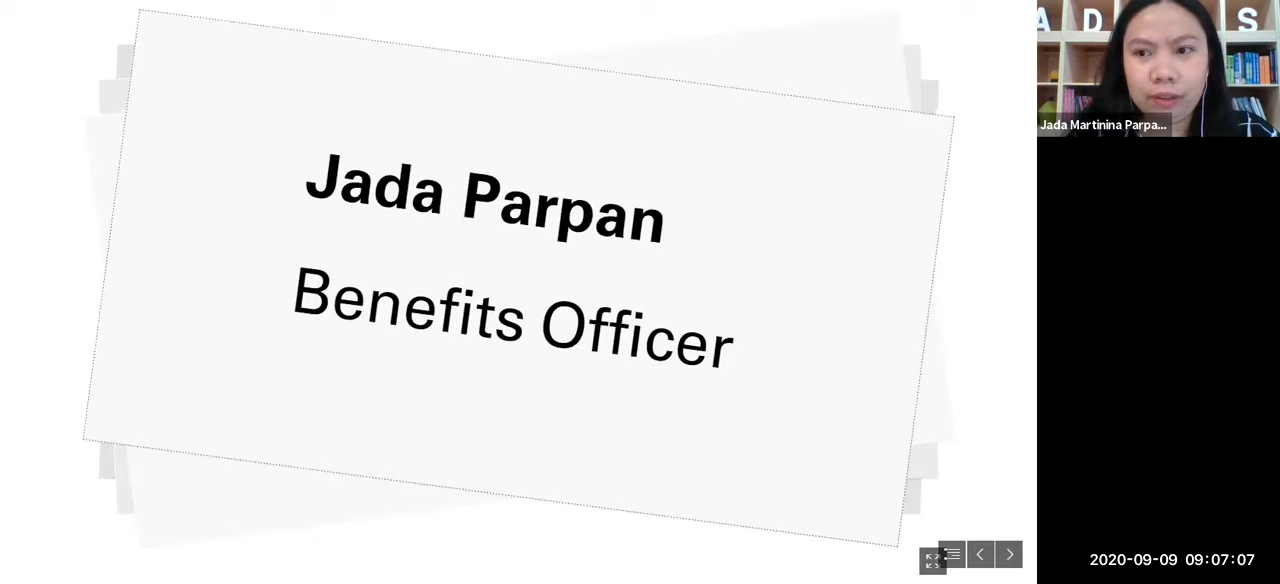 Jada Parpan
Benefits Officer
A D S
Jada Martinina Parpa...
2020-09-09 09:07:07